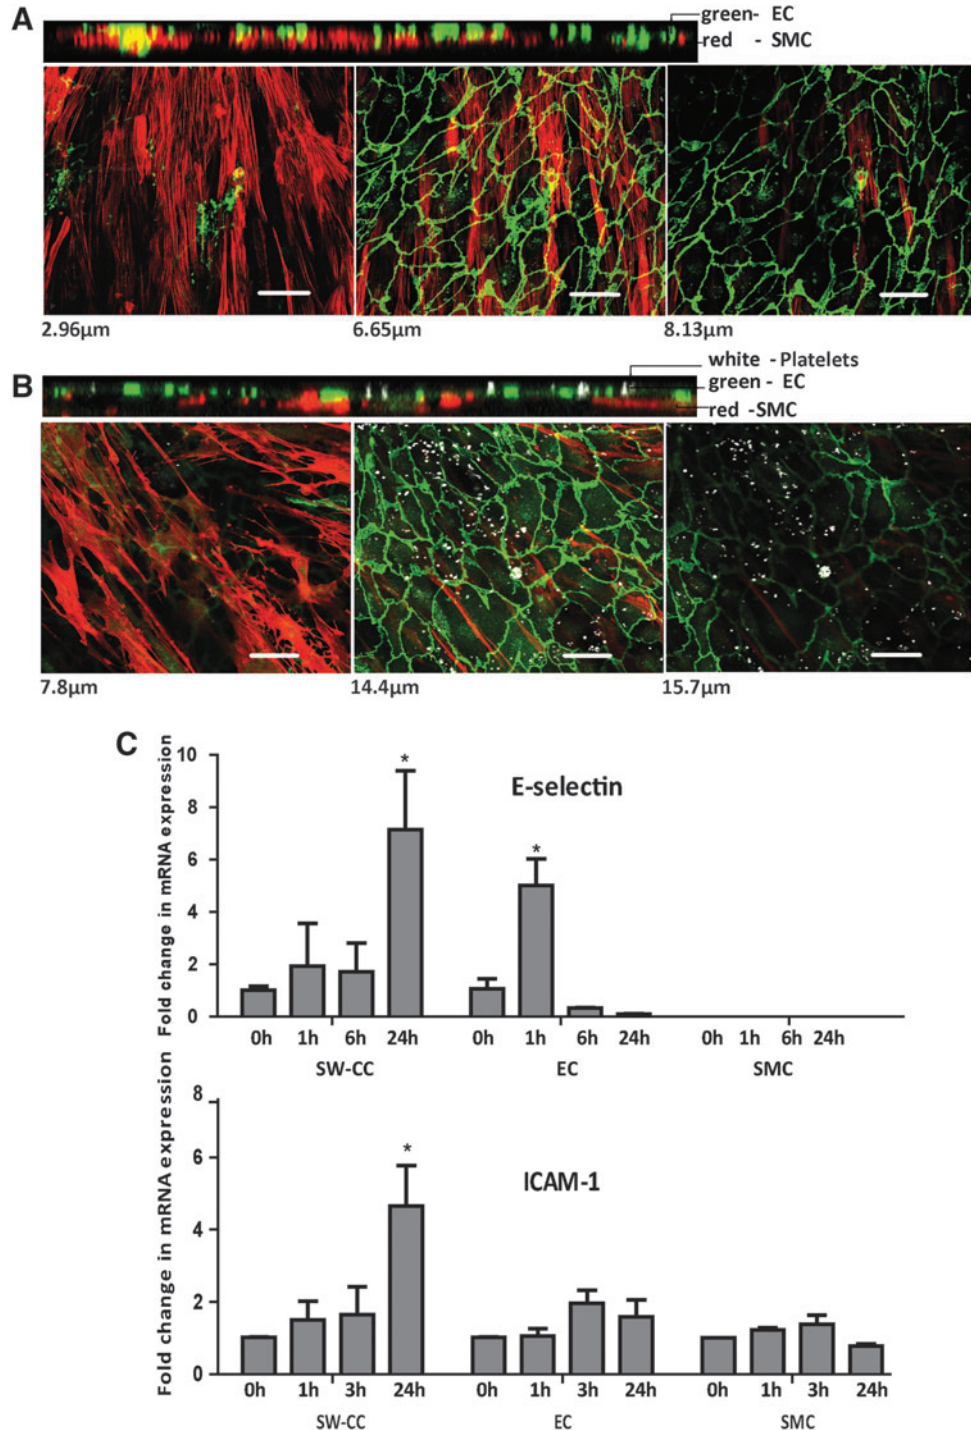 A
green- EC
red - SMC
2.96µm 6.65µm 8.13µm
B
white - Platelets
green - EC
red -SMC
7.8µm 14.4µm 15.7µm
C
Fold change in mRNA expression
10
8
6
4
2
0
*
*
E-selectin
0h 1h 6h 24h 0h 1h 6h 24h 0h 1h 6h 24h
SW-CC EC SMC
Fold change in mRNA expression
8
6
4
2
0
*
ICAM-1
0h 1h 3h 24h 0h 1h 3h 24h 0h 1h 3h 24h
SW-CC EC SMC